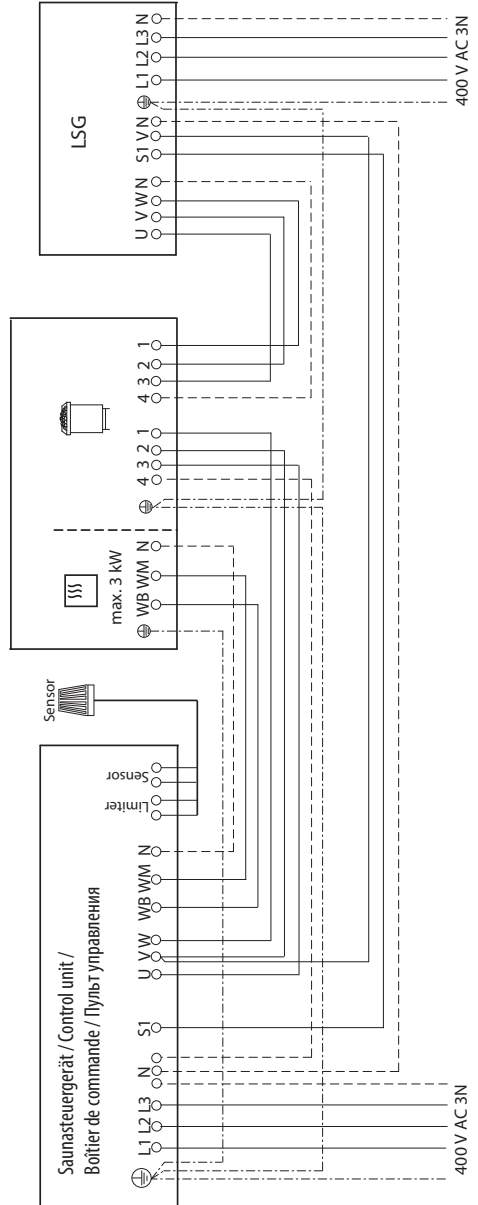 Saunasteuergerät / Control unit /
Boîtier de commande / Пульт управления
L1 L2 L3 N S1 U V W WB WM N
Limiter
Sensor
400 V AC 3N
Sensor
max. 3 kW
WB WM N 4 3 2 1 4 3 2 1
LSG
U V W N S1 V N L1 L2 L3 N
400 V AC 3N